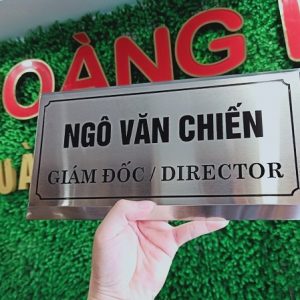 OÀNG
NGÔ VĂN CHIẾN
GIÁM ĐỐC / DIRECTOR